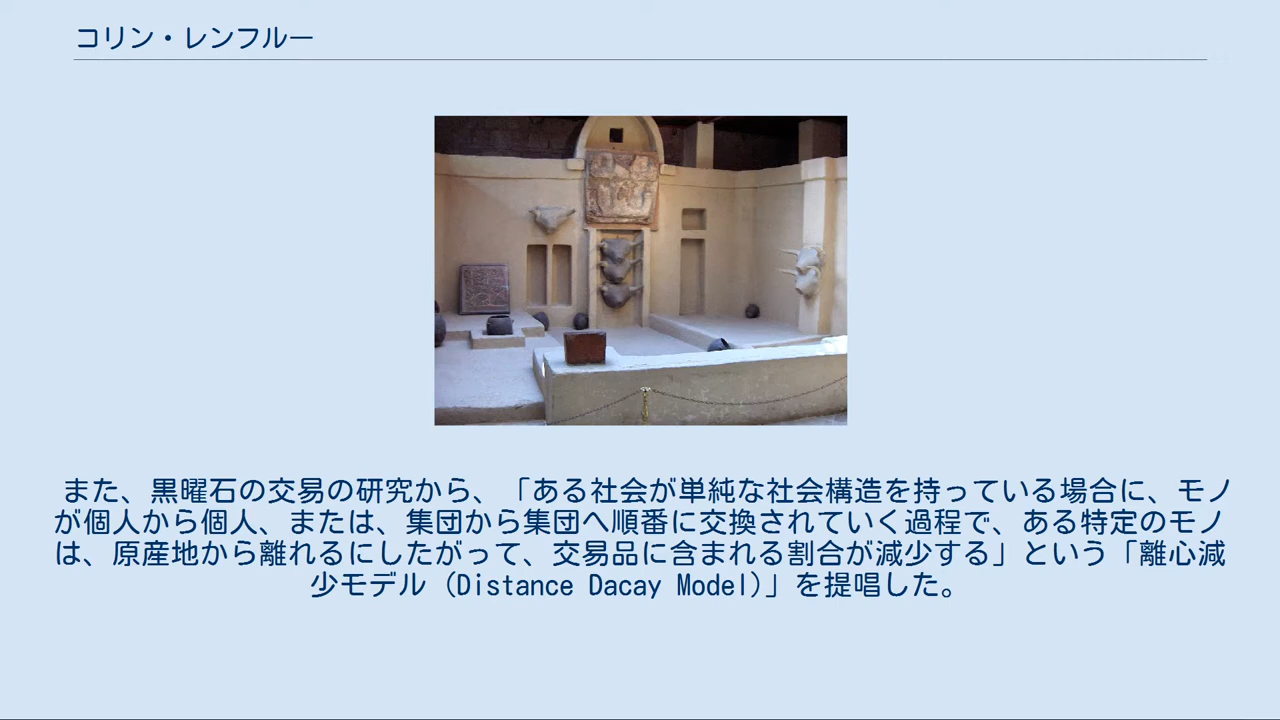 コリン・レンフルー
また、黒曜石の交易の研究から、「ある社会が単純な社会構造を持っている場合に、モノ
が個人から個人、または、集団から集団へ順番に交換されていく過程で、ある特定のモノ
は、原産地から離れるにしたがって、交易品に含まれる割合が減少する」という「離心減
少モデル（Distance Dacay Model)」を提唱した。